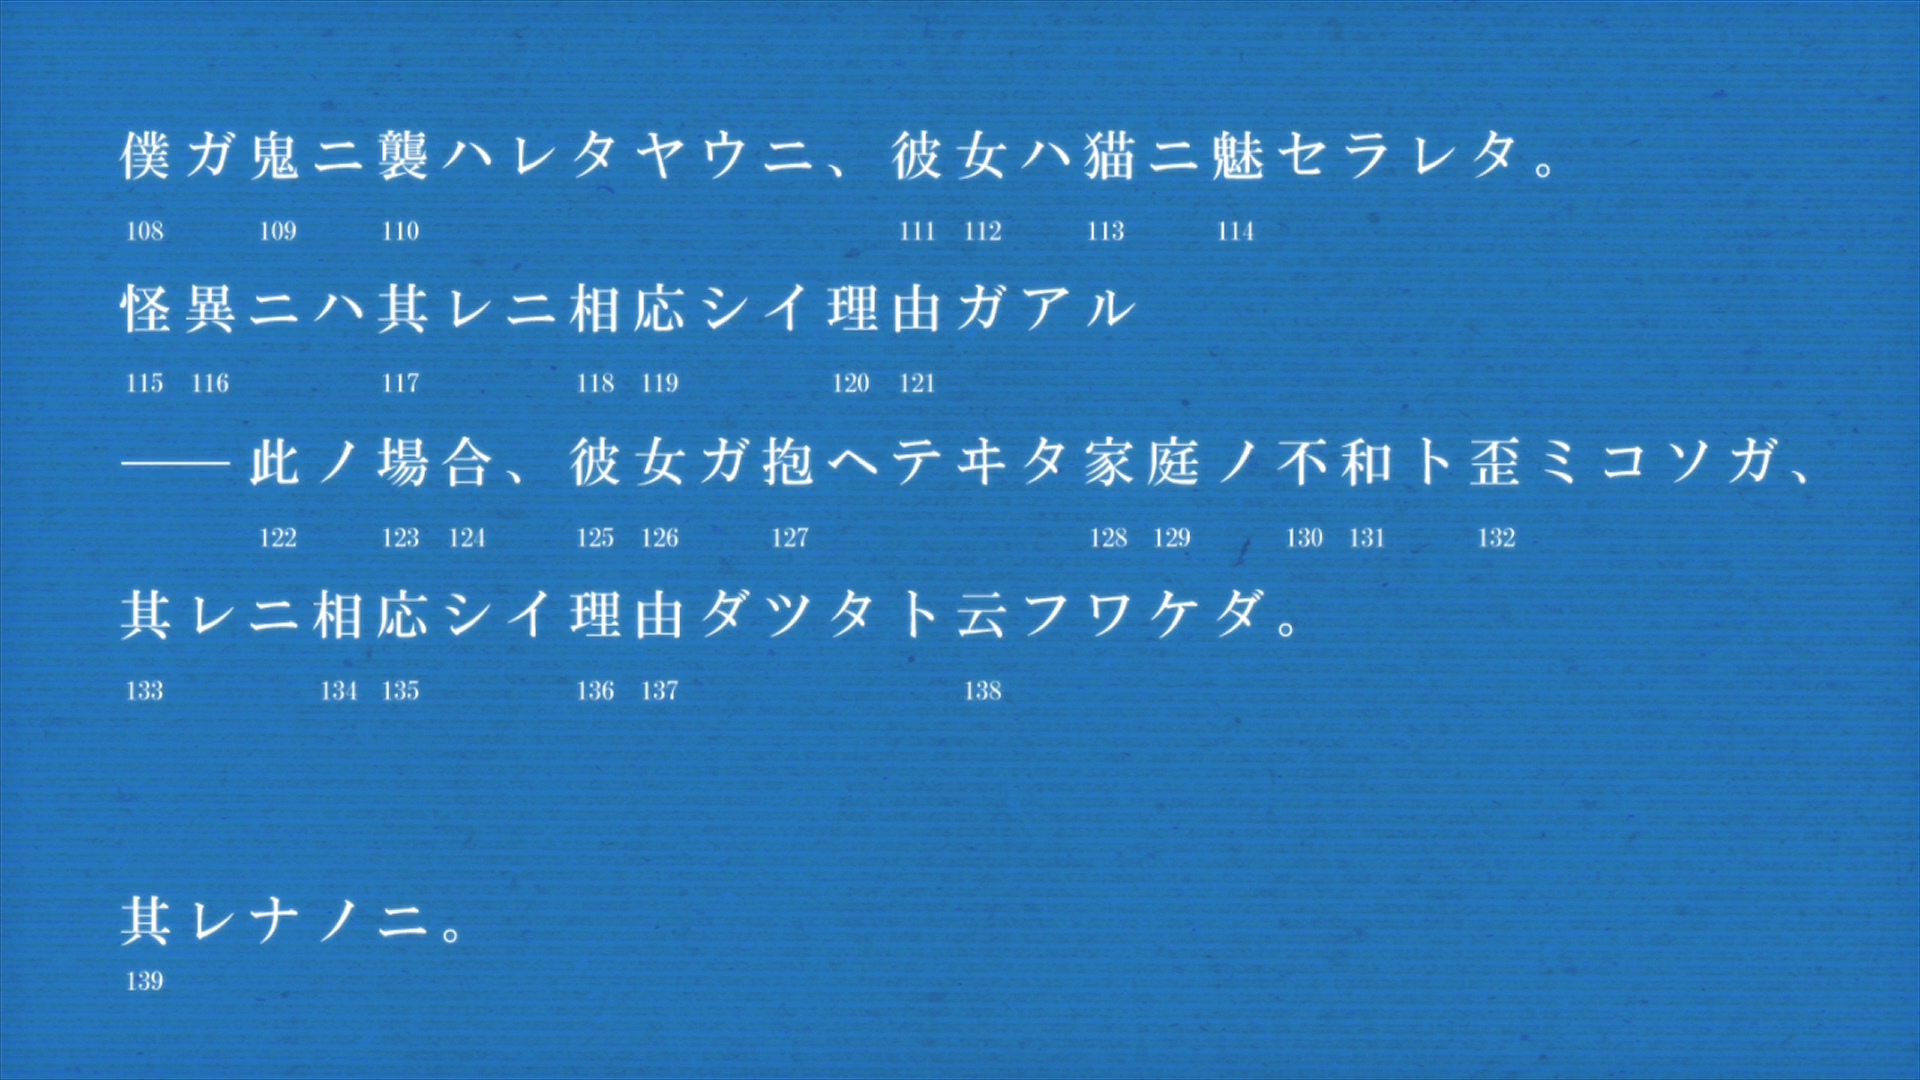 僕ガ鬼ニ襲ハレタヤウニ、彼女ハ猫ニ魅セラレタ。
108 109 110 111 112 113 114
怪異ニハ其レニ相応シイ理由ガアル
115 116 117 118 119 120 121
――此ノ場合、彼女ガ抱ヘテヰタ家庭ノ不和ト歪ミコソガ、
122 123 124 125 126 127 128 129 130 131 132
其レニ相応シイ理由ダツタト云フワケダ。
133 134 135 136 137 138
其レナノニ。
139